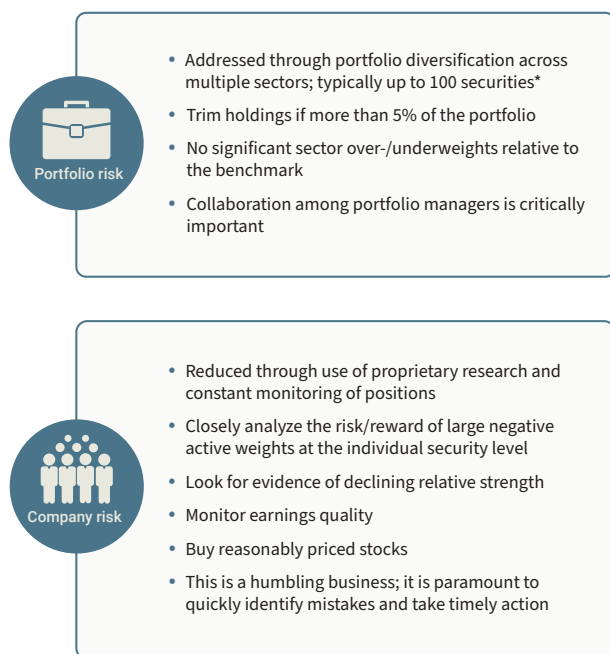 Portfolio risk
• Addressed through portfolio diversification across
multiple sectors; typically up to 100 securities*
• Trim holdings if more than 5% of the portfolio
• No significant sector over-/underweights relative to
the benchmark
• Collaboration among portfolio managers is critically
important
Company risk
• Reduced through use of proprietary research and
constant monitoring of positions
• Closely analyze the risk/reward of large negative
active weights at the individual security level
• Look for evidence of declining relative strength
• Monitor earnings quality
• Buy reasonably priced stocks
• This is a humbling business; it is paramount to
quickly identify mistakes and take timely action